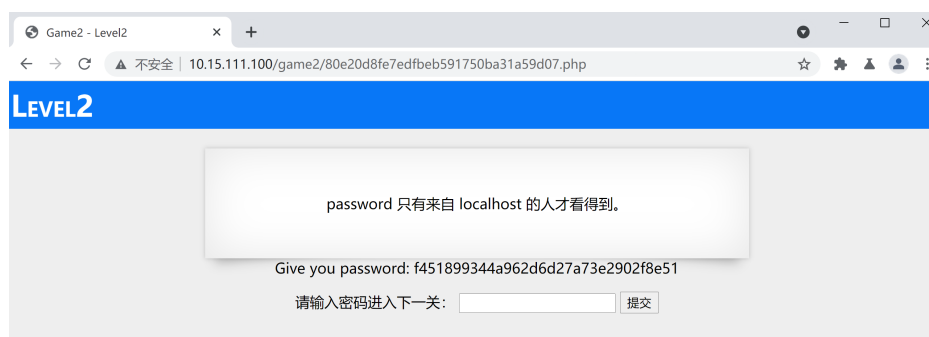 Game2 - Level2
不安全 10.15.111.100/game2/80e20d8fe7edfbeb591750ba31a59d07.php
LEVEL2
password 只有来自 localhost 的人才看得到。
Give you password: f451899344a962d6d27a73e2902f8e51
请输入密码进入下一关： 提交